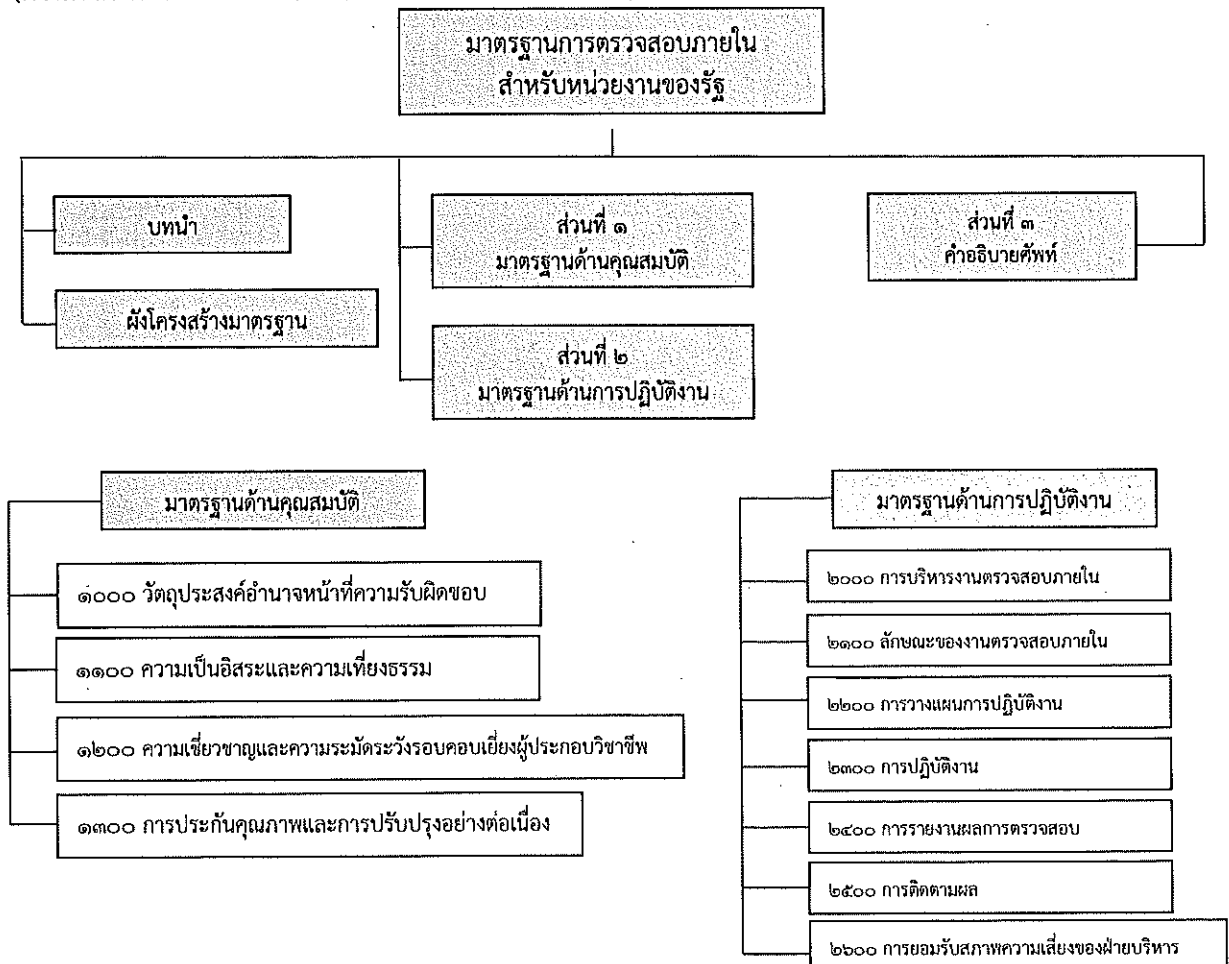 มาตรฐานการตรวจสอบภายใน
สำหรับหน่วยงานของรัฐ
บทนำ
ผังโครงสร้างมาตรฐาน
ส่วนที่ ๑
มาตรฐานด้านคุณสมบัติ
ส่วนที่ ๒
มาตรฐานด้านการปฏิบัติงาน
ส่วนที่ ๓
คำอธิบายศัพท์
มาตรฐานด้านคุณสมบัติ
๑๐๐๐ วัตถุประสงค์อำนาจหน้าที่ความรับผิดชอบ
๑๑๐๐ ความเป็นอิสระและความเที่ยงธรรม
๑๒๐๐ ความเชี่ยวชาญและความระมัดระวังรอบคอบเยี่ยงผู้ประกอบวิชาชีพ
๑๓๐๐ การประกันคุณภาพและการปรับปรุงอย่างต่อเนื่อง
มาตรฐานด้านการปฏิบัติงาน
๒๐๐๐ การบริหารงานตรวจสอบภายใน
๒๑๐๐ ลักษณะของงานตรวจสอบภายใน
๒๒๐๐ การวางแผนการปฏิบัติงาน
๒๓๐๐ การปฏิบัติงาน
๒๔๐๐ การรายงานผลการตรวจสอบ
๒๕๐๐ การติดตามผล
๒๖๐๐ การยอมรับสภาพความเสี่ยงของฝ่ายบริหาร